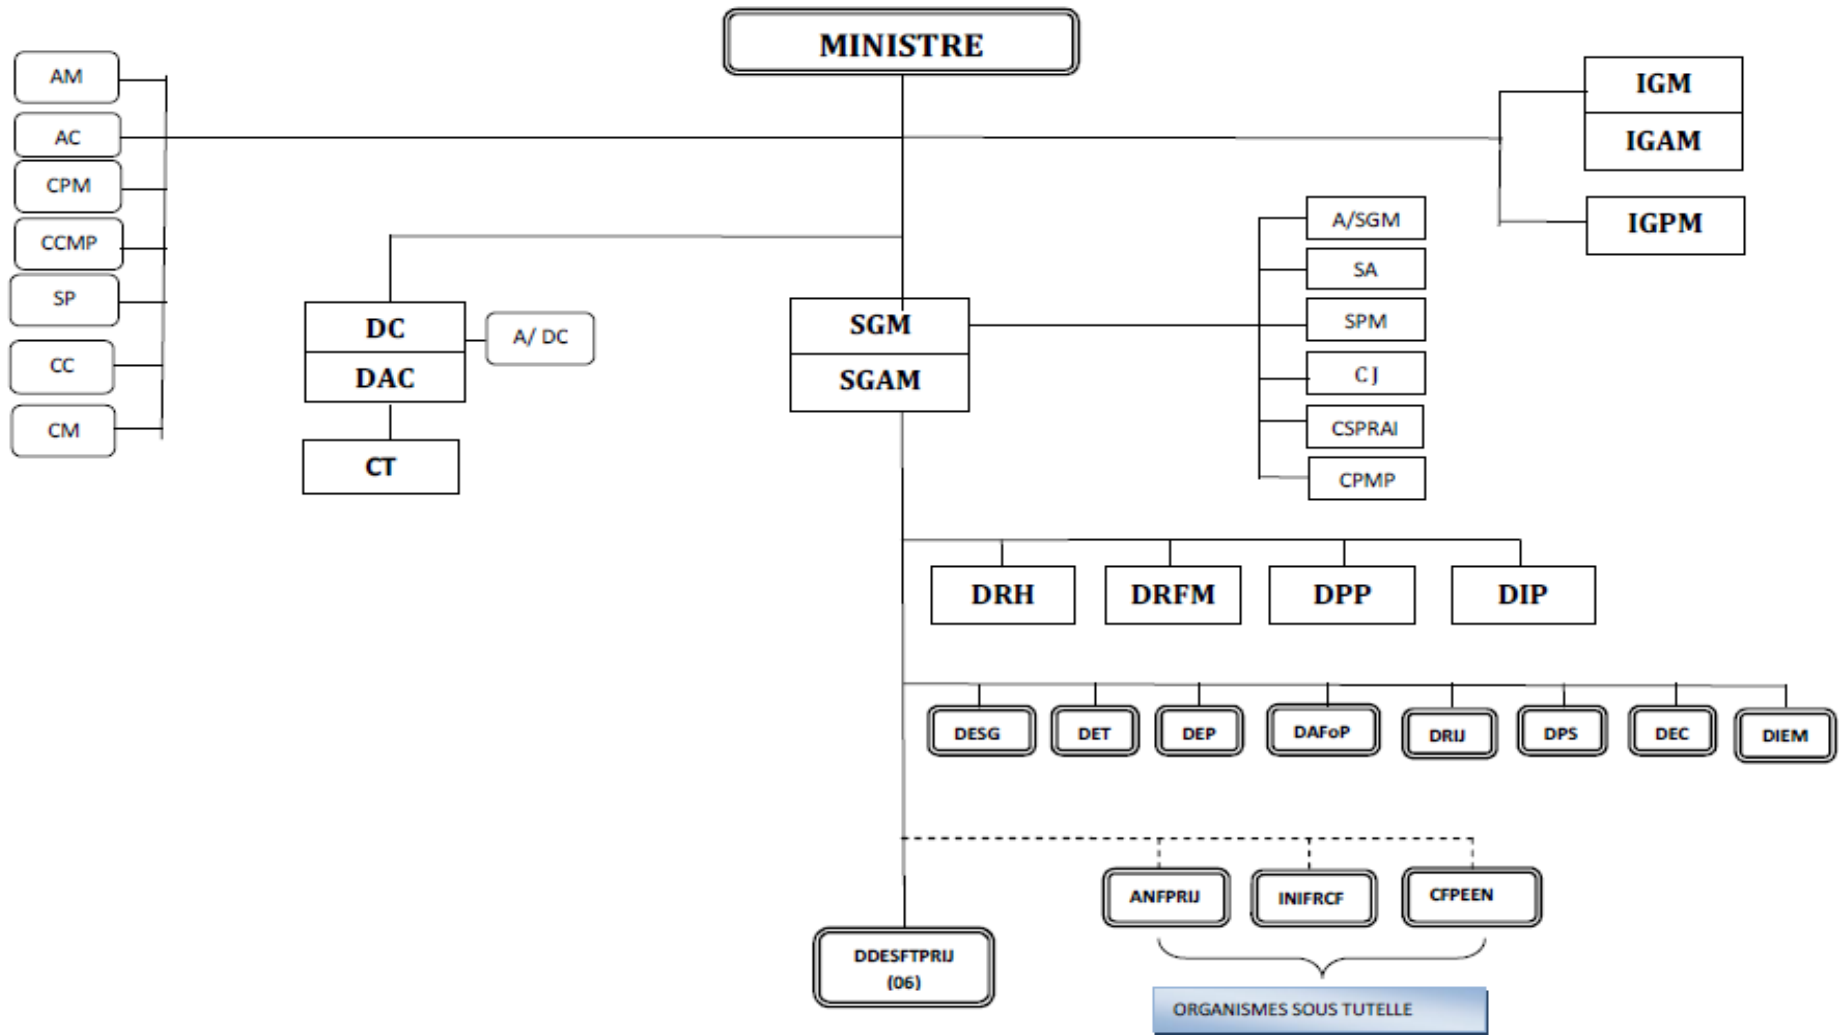 MINISTRE
AM
AC
CPM
CCMP
SP
CC
CM
IGM
IGAM
IGPM
DC
DAC
A/ DC
CT
SGM
SGAM
A/SGM
SA
SPM
C J
CSPRAI
CPMP
DRH DRFM DPP DIP
DESG DET DEP DAFoP DRIJ DPS DEC DIEM
ANFPRIJ INIFRCF CFPEEN
DDESFTPRIJ
(06)
ORGANISMES SOUS TUTELLE